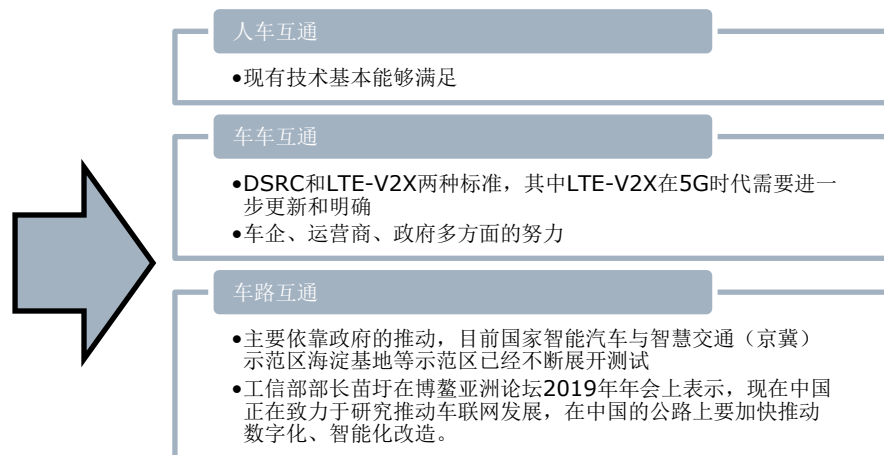 人车互通
•现有技术基本能够满足
车车互通
•DSRC和LTE-V2X两种标准，其中LTE-V2X在5G时代需要进一
步更新和明确
•车企、运营商、政府多方面的努力
车路互通
•主要依靠政府的推动，目前国家智能汽车与智慧交通（京冀）
示范区海淀基地等示范区已经不断展开测试
•工信部部长苗圩在博鳌亚洲论坛2019年年会上表示，现在中国
正在致力于研究推动车联网发展，在中国的公路上要加快推动
数字化、智能化改造。